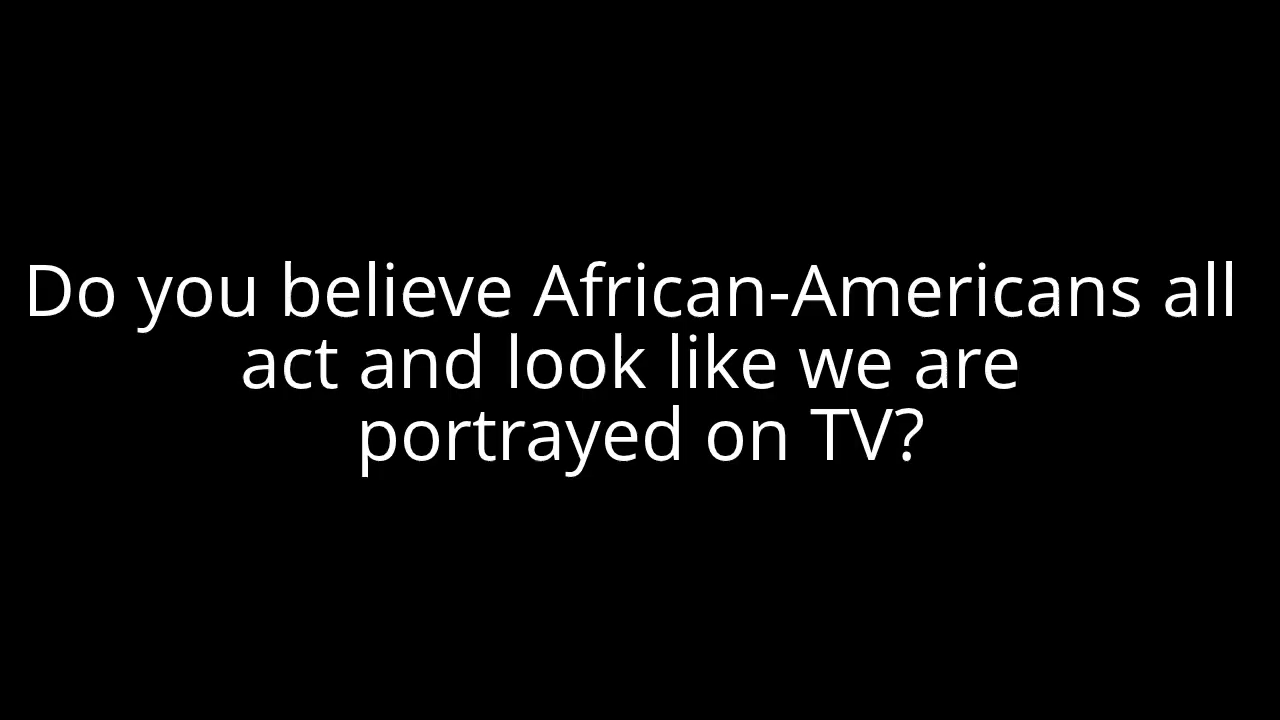 Do you believe African-Americans all
act and look like we are
portrayed on TV?